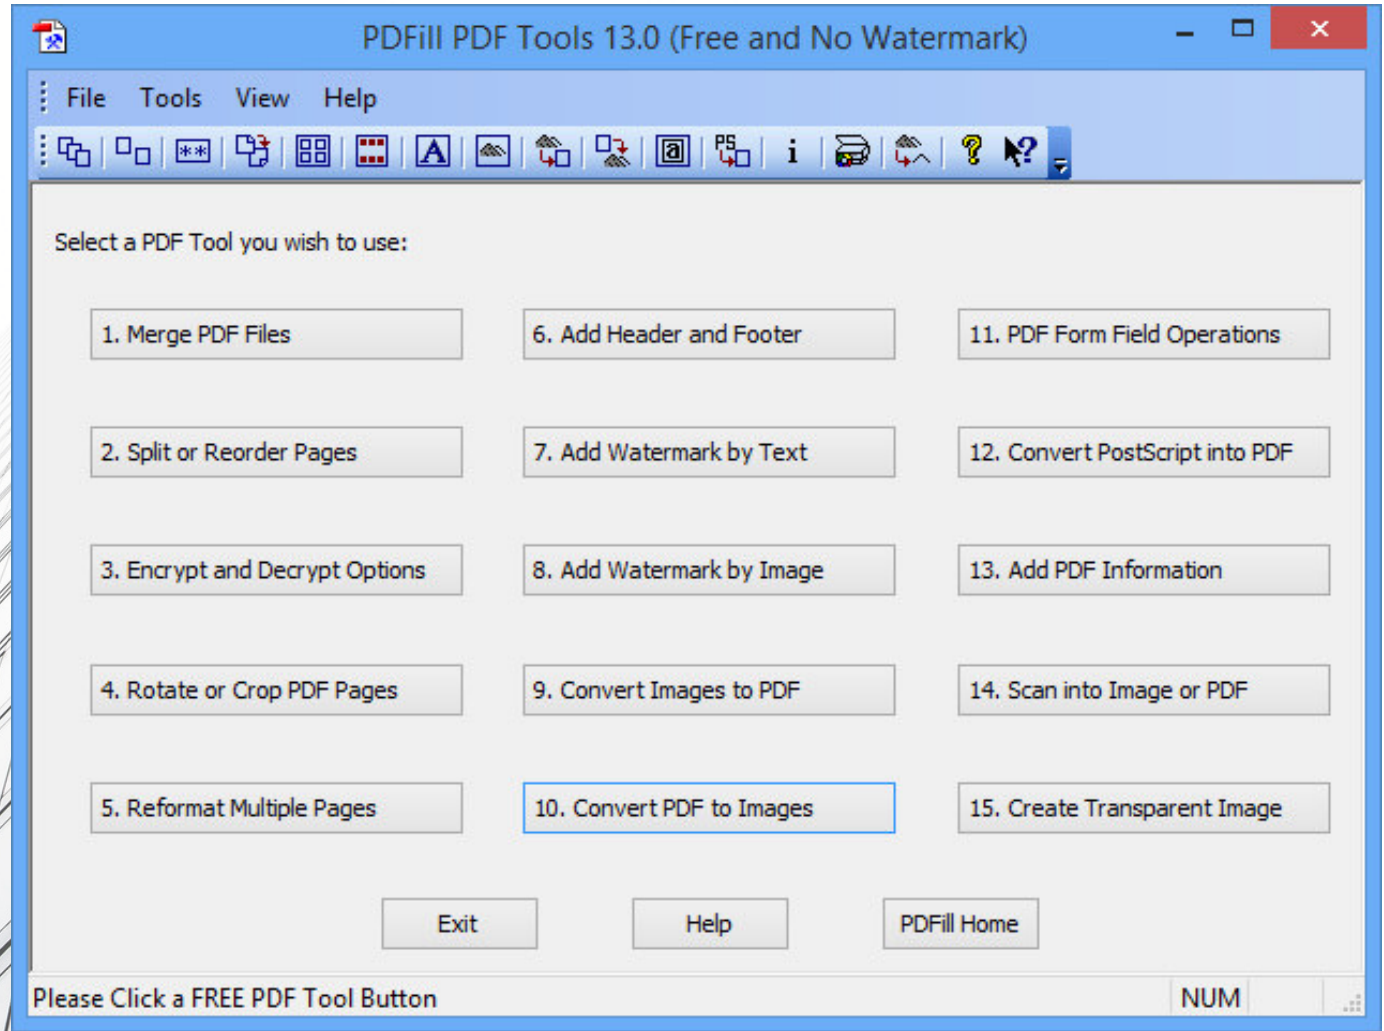 PDFill PDF Tools 13.0 (Free and No Watermark)
File Tools View Help
** A a PS i ? ?
Select a PDF Tool you wish to use:
1. Merge PDF Files 6. Add Header and Footer 11. PDF Form Field Operations
2. Split or Reorder Pages 7. Add Watermark by Text 12. Convert PostScript into PDF
3. Encrypt and Decrypt Options 8. Add Watermark by Image 13. Add PDF Information
4. Rotate or Crop PDF Pages 9. Convert Images to PDF 14. Scan into Image or PDF
5. Reformat Multiple Pages 10. Convert PDF to Images 15. Create Transparent Image
Exit Help PDFill Home
Please Click a FREE PDF Tool Button NUM